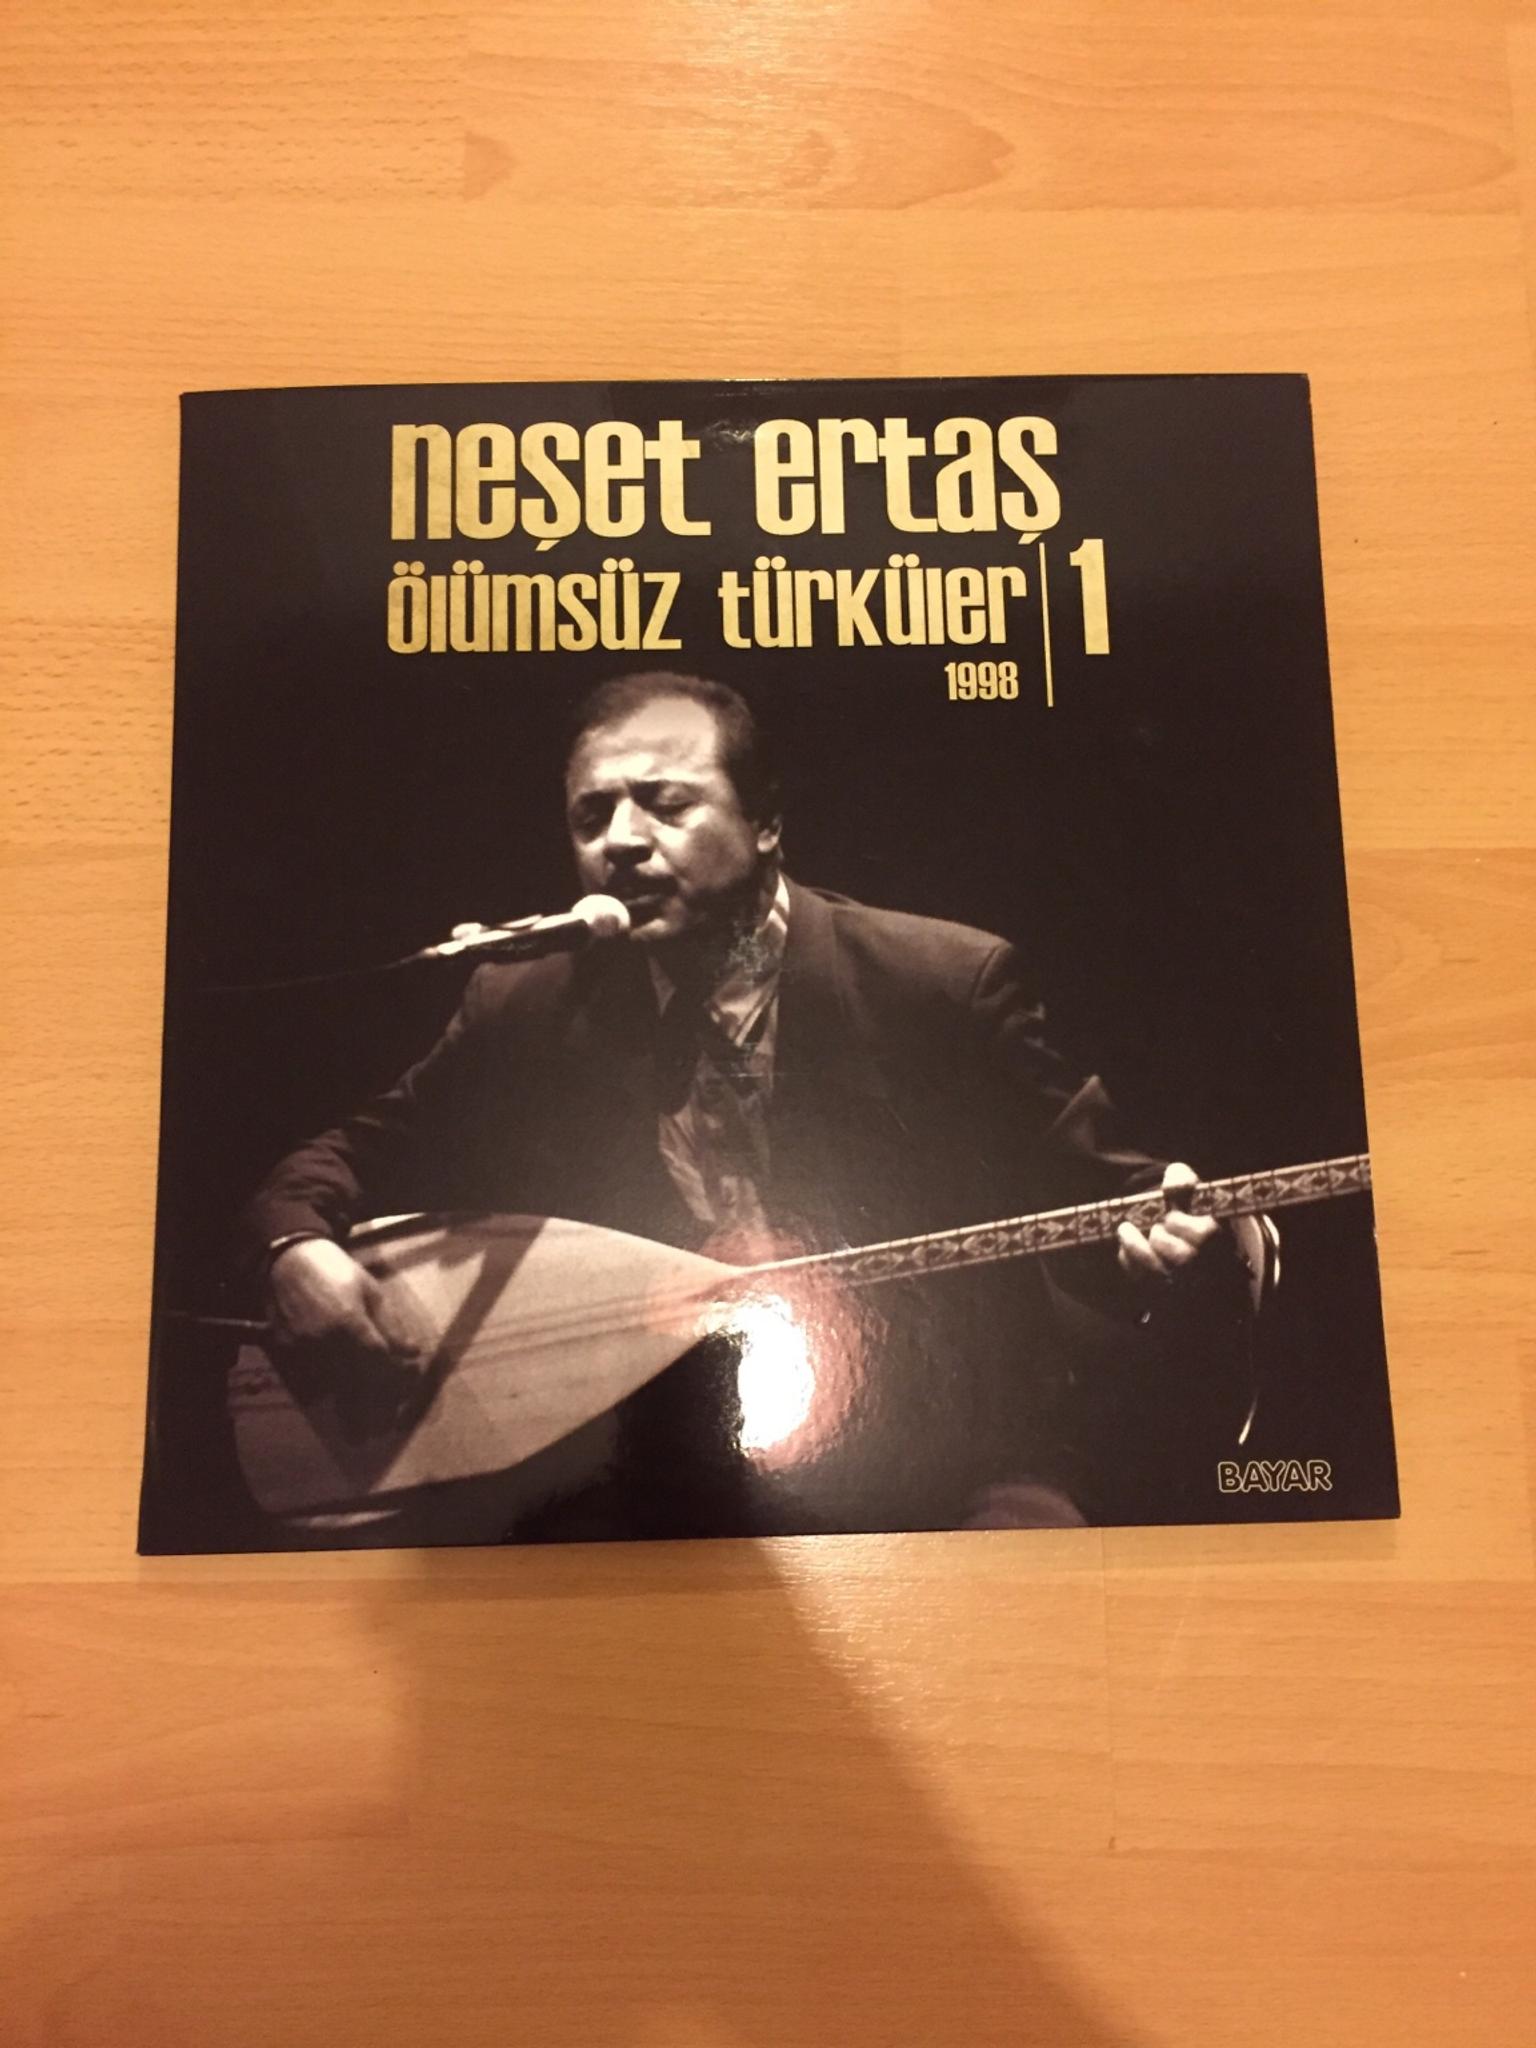 neşet ertaş
ölümsüz türküler
1
1998
BAYAR